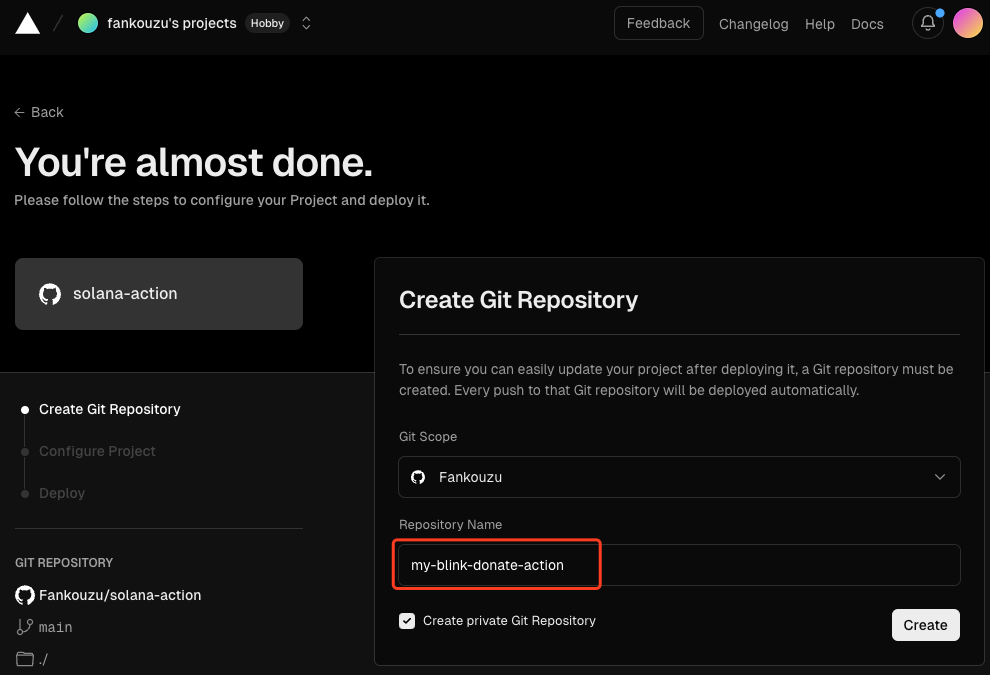 fankouzu's projects Hobby Feedback Changelog Help Docs
← Back
You're almost done.
Please follow the steps to configure your Project and deploy it.
solana-action
Create Git Repository
Configure Project
Deploy
GIT REPOSITORY
Fankouzu/solana-action
main
./
Create Git Repository
To ensure you can easily update your project after deploying it, a Git repository must be
created. Every push to that Git repository will be deployed automatically.
Git Scope
Fankouzu
Repository Name
my-blink-donate-action
Create private Git Repository
Create